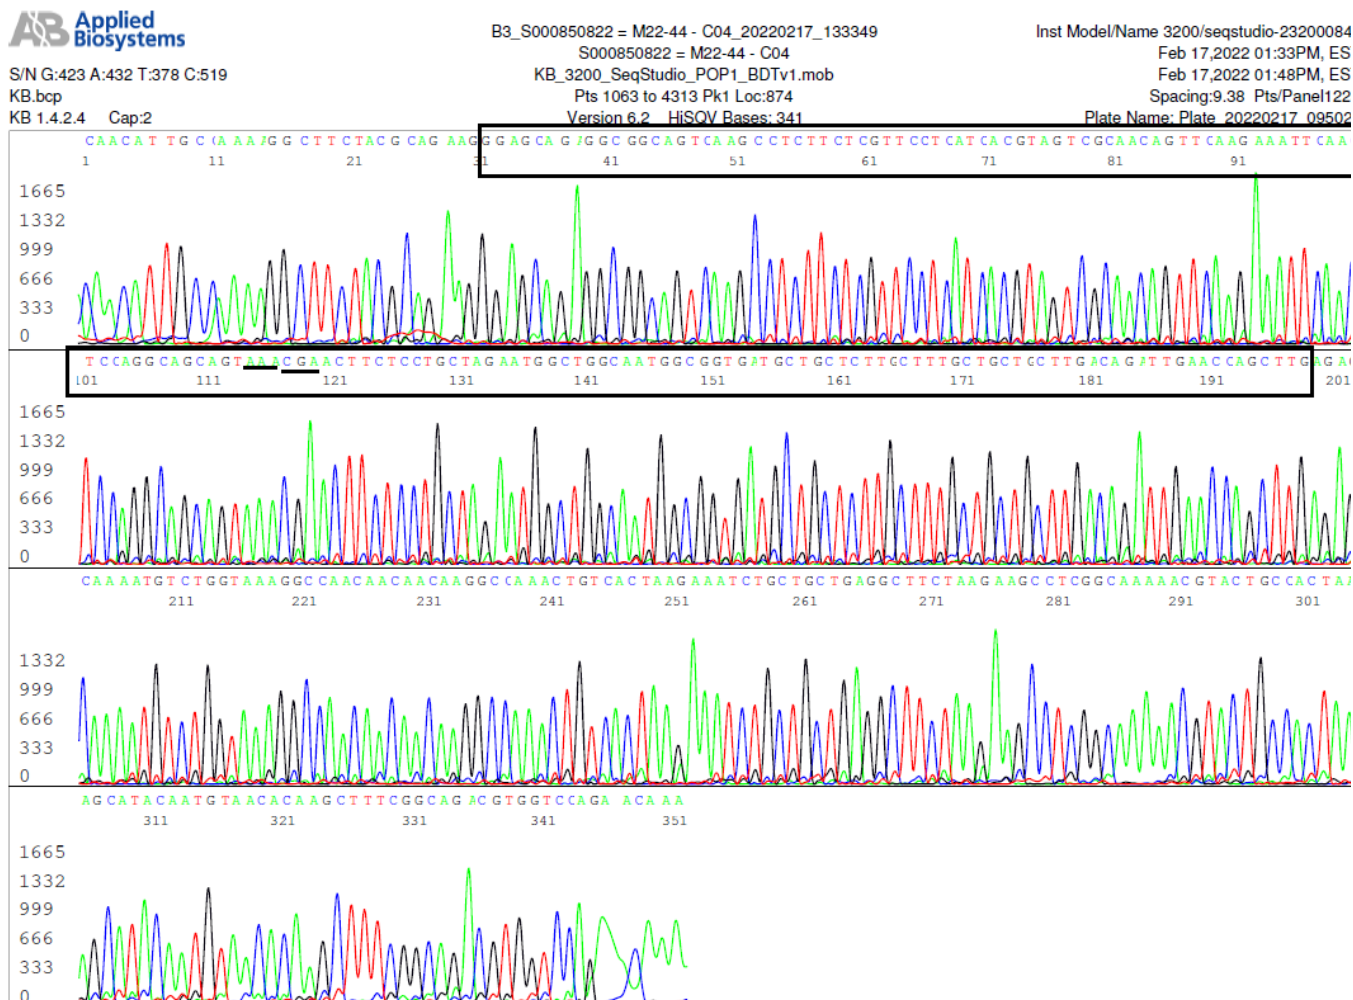 AB Applied Biosystems
B3_S000850822 = M22-44 - C04_20220217_133349
S000850822 = M22-44 - C04
KB_3200_SeqStudio_POP1_BDTv1.mob
Pts 1063 to 4313 Pk1 Loc:874
Version 6.2 HiSQV Bases: 341
Inst Model/Name 3200/seqstudio-23200084
Feb 17,2022 01:33PM, ES
Feb 17,2022 01:48PM, ES
Spacing:9.38 Pts/Panel122
Plate Name: Plate_20220217_09502
S/N G:423 A:432 T:378 C:519
KB.bcp
KB 1.4.2.4 Cap:2
CAACATTGCCAAAAGGCTTCTACGCAGAAGGGAGCAGAGGCGGCAGTCAAGCCTCTTCTCGTTCCTCATCACGTAGTCGCAACAGTTCAAGAAATTCAA
1 11 21 31 41 51 61 71 81 91
1665
1332
999
666
333
0
TCCAGGCAGCAGTAAACGAACTTCTCCTGCTAGAATGGCTGGCAATGGCGGTGATGCTGCTCTTGCTTTGCTGCTGCTTGACAGATTGAACCAGCTTGAGAG
101 111 121 131 141 151 161 171 181 191 201
1665
1332
999
666
333
0
CAAAATGTCTGGTAAAGGCCAACAACAACAAGGCCAAACTGTCACTAAGAAATCTGCTGCTGAGGCTTCTAAGAAGCCTCGGCAAAAACGTACTGCCACTAA
211 221 231 241 251 261 271 281 291 301
1332
999
666
333
0
AGCATACAATGTAACACAAGCTTTCGGCAGACGTGGTCCAGA ACAAA
311 321 331 341 351
1665
1332
999
666
333
0